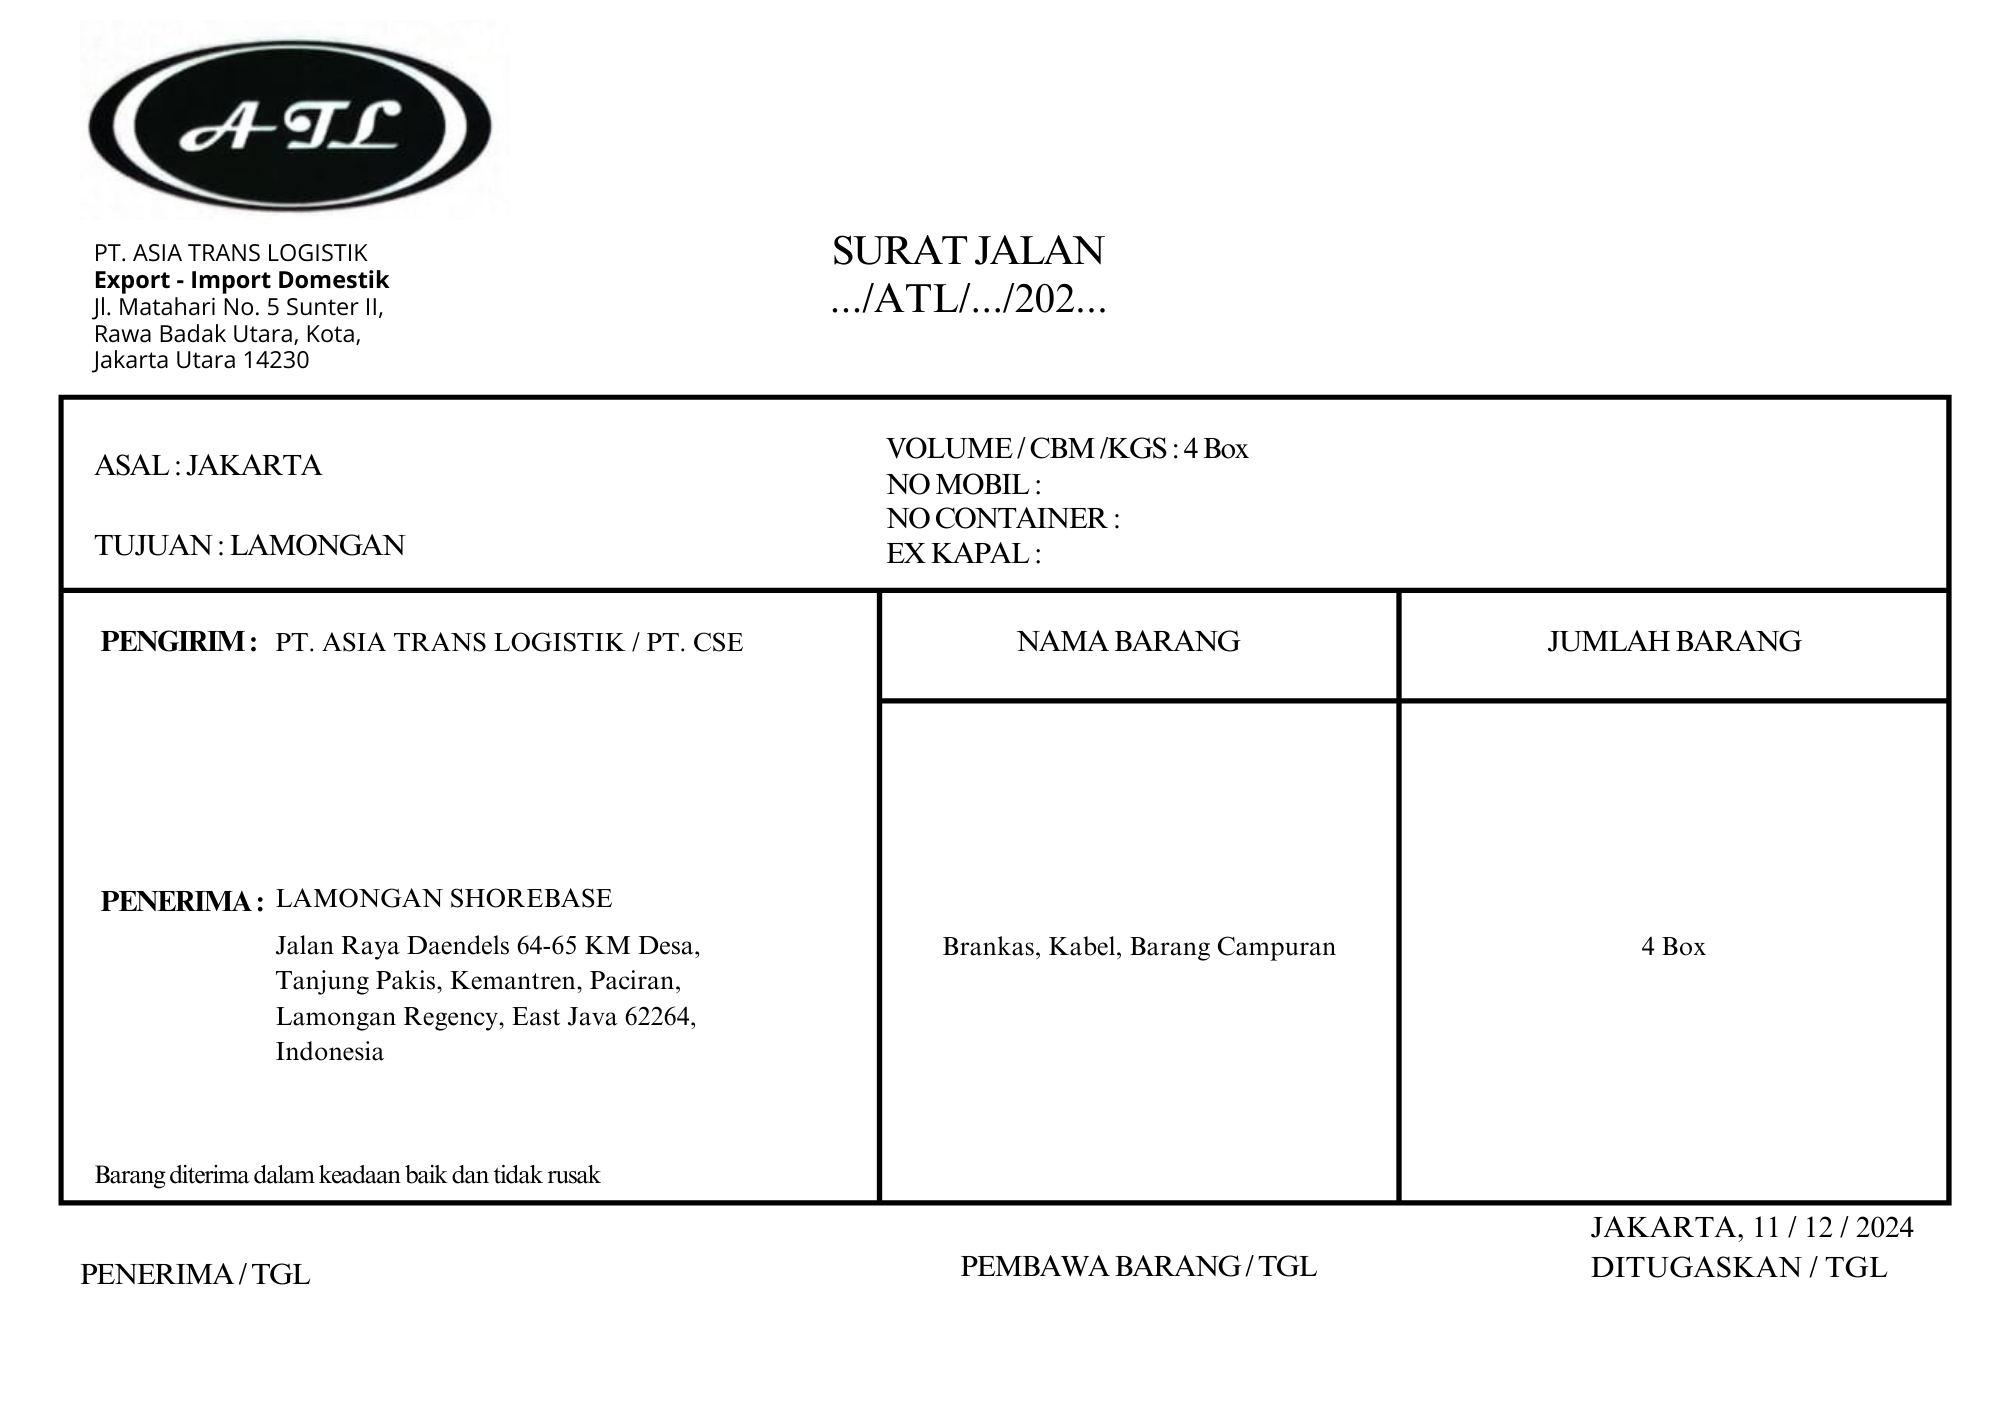 ATL
PT. ASIA TRANS LOGISTIK
Export - Import Domestik
Jl. Matahari No. 5 Sunter II,
Rawa Badak Utara, Kota,
Jakarta Utara 14230
SURAT JALAN
.../ATL/.../202...
ASAL : JAKARTA
TUJUAN : LAMONGAN
VOLUME / CBM /KGS : 4 Box
NO MOBIL :
NO CONTAINER :
EX KAPAL :
PENGIRIM : PT. ASIA TRANS LOGISTIK / PT. CSE
PENERIMA : LAMONGAN SHOREBASE
Jalan Raya Daendels 64-65 KM Desa,
Tanjung Pakis, Kemantren, Paciran,
Lamongan Regency, East Java 62264,
Indonesia
Barang diterima dalam keadaan baik dan tidak rusak
NAMA BARANG
Brankas, Kabel, Barang Campuran
JUMLAH BARANG
4 Box
PENERIMA / TGL
PEMBAWA BARANG / TGL
JAKARTA, 11 / 12 / 2024
DITUGASKAN / TGL